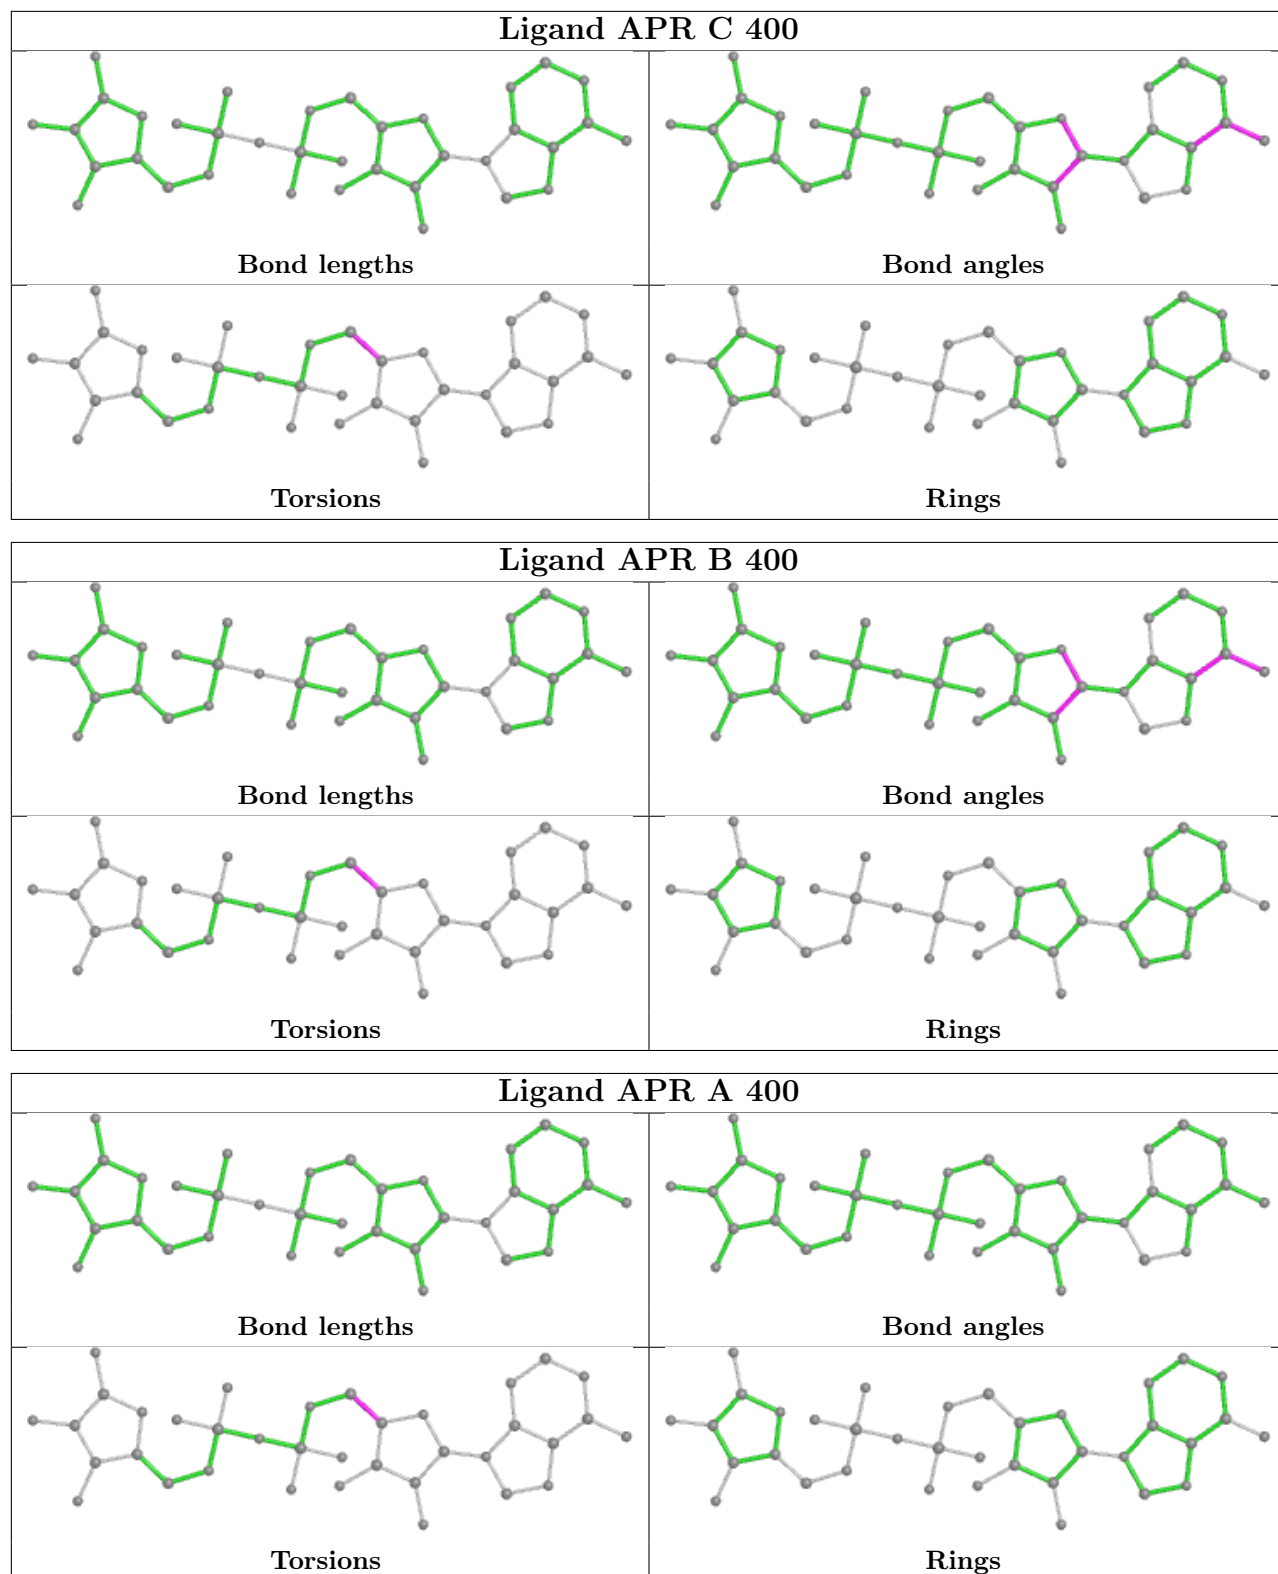 Ligand APR C 400
Bond lengths
Bond angles
Torsions
Rings
Ligand APR B 400
Bond lengths
Bond angles
Torsions
Rings
Ligand APR A 400
Bond lengths
Bond angles
Torsions
Rings